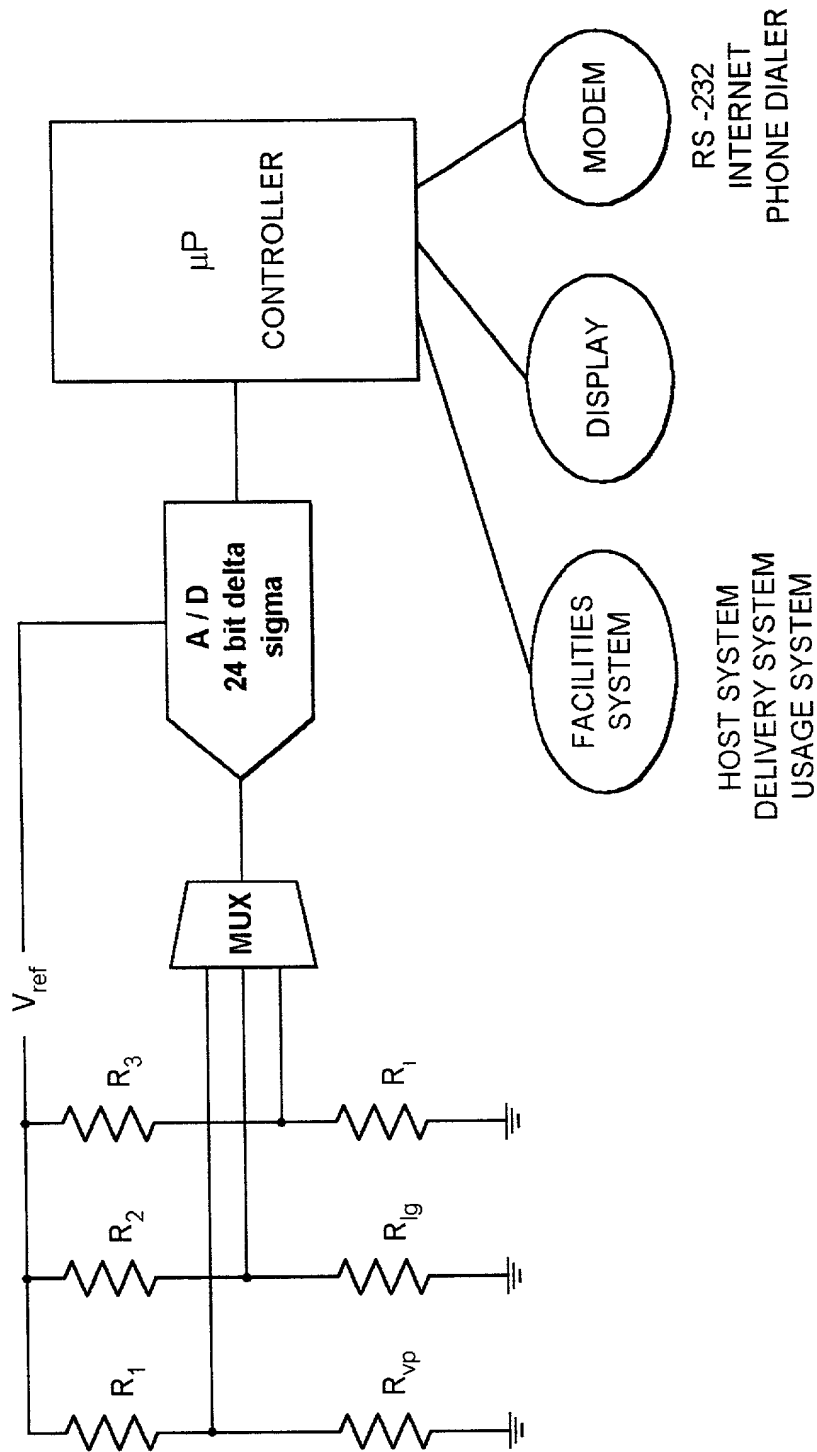 V_ref
R_1
R_2
R_3
R_vp
R_lg
R_l
MUX
A / D
24 bit delta
sigma
μP
CONTROLLER
FACILITIES
SYSTEM
DISPLAY
MODEM
HOST SYSTEM
DELIVERY SYSTEM
USAGE SYSTEM
RS -232
INTERNET
PHONE DIALER